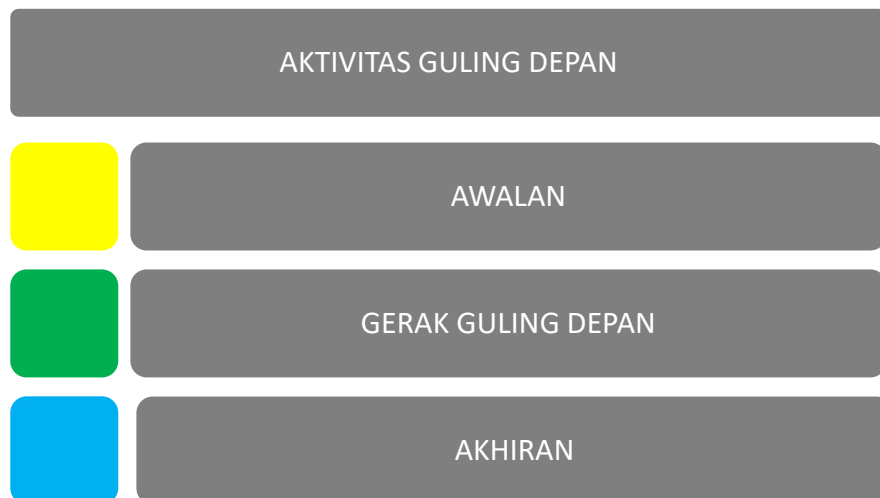 AKTIVITAS GULING DEPAN
AWALAN
GERAK GULING DEPAN
AKHIRAN